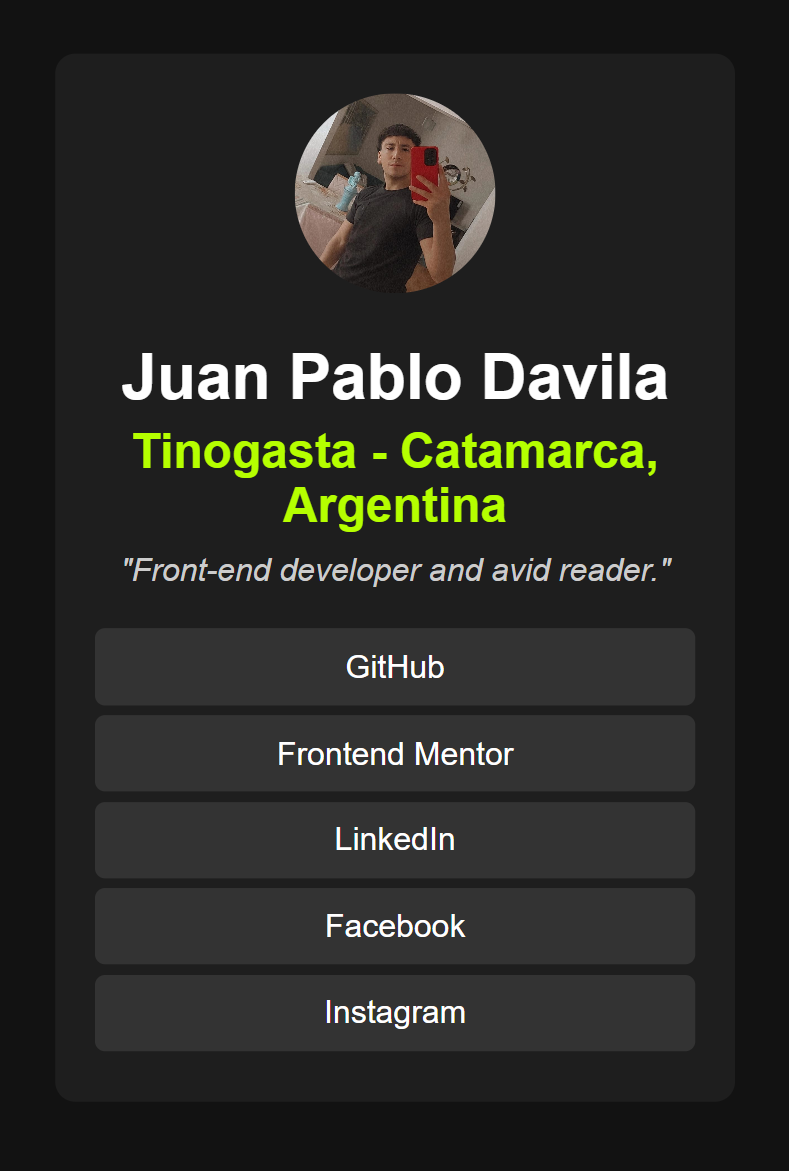 Juan Pablo Davila
Tinogasta - Catamarca,
Argentina
"Front-end developer and avid reader."
GitHub
Frontend Mentor
LinkedIn
Facebook
Instagram